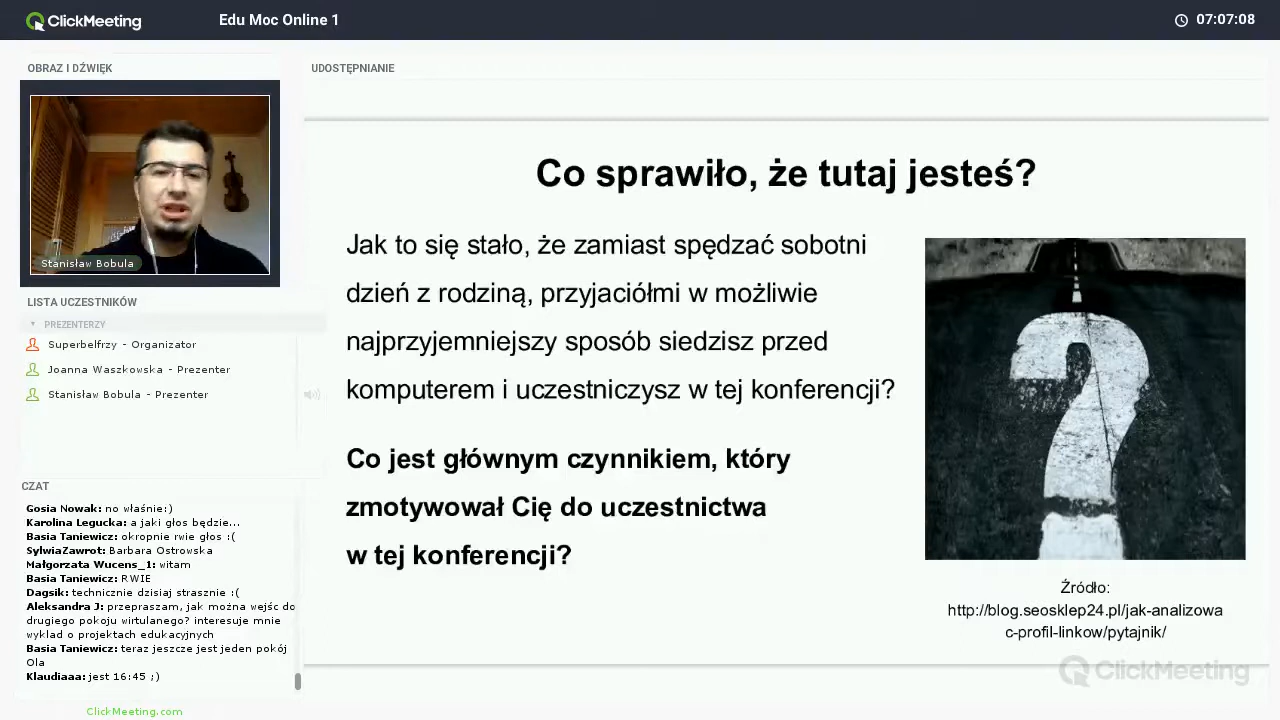 ClickMeeting
Edu Moc Online 1
07:07:08
OBRAZ I DŹWIĘK
Stanisław Bobula
LISTA UCZESTNIKÓW
PREZENTERZY
Superbelfrzy - Organizator
Joanna Waszkowska - Prezenter
Stanisław Bobula - Prezenter
CZAT
Gosia Nowak: no właśnie:)
Karolina Legucka: a jaki głos będzie...
Basia Taniewicz: okropnie rwie głos :(
SylwiaZawrot: Barbara Ostrowska
Małgorzata Wucens_1: witam
Basia Taniewicz: RWIE
Dagsik: technicznie dzisiaj strasznie :(
Aleksandra J: przepraszam, jak można wejśc do
drugiego pokoju wirtulanego? interesuje mnie
wyklad o projektach edukacyjnych
Basia Taniewicz: teraz jeszcze jest jeden pokój
Ola
Klaudiaaa: jest 16:45 ;)
ClickMeeting.com
UDOSTĘPNIANIE
Co sprawiło, że tutaj jesteś?
Jak to się stało, że zamiast spędzać sobotni
dzień z rodziną, przyjaciółmi w możliwie
najprzyjemniejszy sposób siedzisz przed
komputerem i uczestniczysz w tej konferencji?
Co jest głównym czynnikiem, który
zmotywował Cię do uczestnictwa
w tej konferencji?
?
Źródło:
http://blog.seosklep24.pl/jak-analizowa
c-profil-linkow/pytajnik/
ClickMeeting